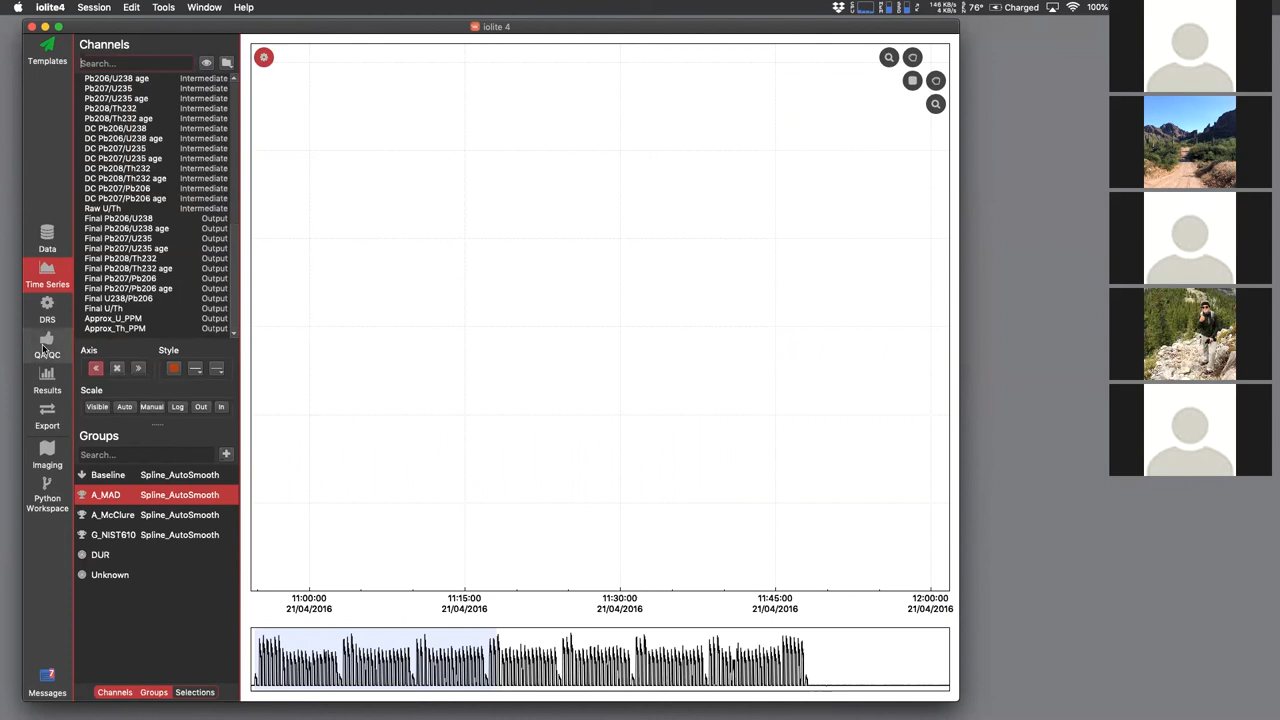 iolite4 Session Edit Tools Window Help 146 KB/s 4 KB/s 76° Charged 100%
iolite 4
Templates
Data
Time Series
DRS
QA/QC
Results
Export
Imaging
Python
Workspace
7
Messages
Channels
Search...
Pb206/U238 age Intermediate
Pb207/U235 Intermediate
Pb207/U235 age Intermediate
Pb208/Th232 Intermediate
Pb208/Th232 age Intermediate
DC Pb206/U238 Intermediate
DC Pb206/U238 age Intermediate
DC Pb207/U235 Intermediate
DC Pb207/U235 age Intermediate
DC Pb208/Th232 Intermediate
DC Pb208/Th232 age Intermediate
DC Pb207/Pb206 Intermediate
DC Pb207/Pb206 age Intermediate
Raw U/Th Intermediate
Final Pb206/U238 Output
Final Pb206/U238 age Output
Final Pb207/U235 Output
Final Pb207/U235 age Output
Final Pb208/Th232 Output
Final Pb208/Th232 age Output
Final Pb207/Pb206 Output
Final Pb207/Pb206 age Output
Final U238/Pb206 Output
Final U/Th Output
Approx_U_PPM Output
Approx_Th_PPM Output
Axis Style
Scale
Visible Auto Manual Log Out In
Groups
Search...
Baseline Spline_AutoSmooth
A_MAD Spline_AutoSmooth
A_McClure Spline_AutoSmooth
G_NIST610 Spline_AutoSmooth
DUR
Unknown
Channels Groups Selections
11:00:00 11:15:00 11:30:00 11:45:00 12:00:00
21/04/2016 21/04/2016 21/04/2016 21/04/2016 21/04/2016